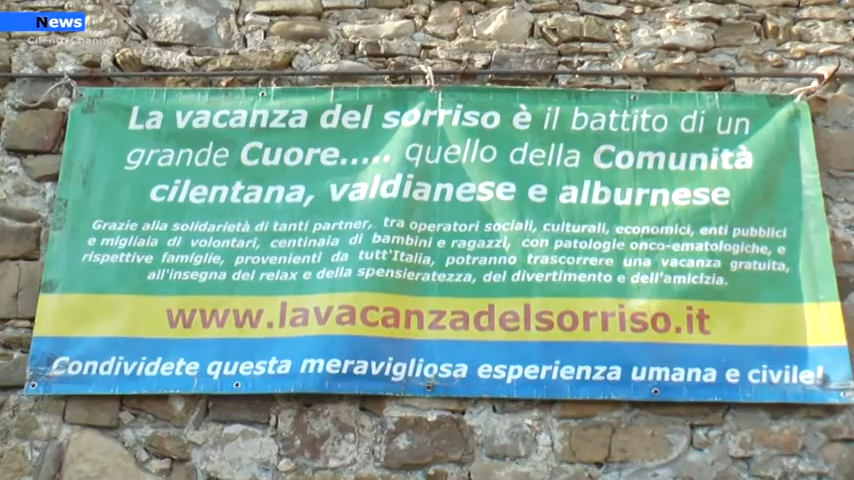 News
Cilento Channel
La vacanza del sorriso è il battito di un
grande Cuore..... quello della Comunità
cilentana, valdianese e alburnese
Grazie alla solidarietà di tanti partner, tra operatori sociali, culturali, economici, enti pubblici
e migliaia di volontari, centinaia di bambini e ragazzi, con patologie onco-ematologiche, e
rispettive famiglie, provenienti da tutt'Italia, potranno trascorrere una vacanza gratuita,
all'insegna del relax e della spensieratezza, del divertimento e dell'amicizia.
www.lavacanzadelsorriso.it
Condividete questa meravigliosa esperienza umana e civile!